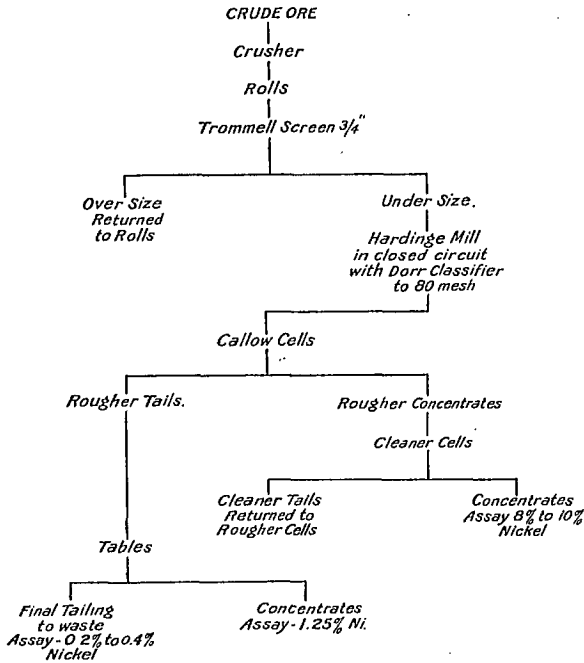 CRUDE ORE
Crusher
Rolls
Trommell Screen 3/4"
Over Size
Returned
to Rolls
Under Size.
Hardinge Mill
in closed circuit
with Dorr Classifier
to 80 mesh
Callow Cells
Rougher Tails.
Rougher Concentrates
Cleaner Cells
Cleaner Tails
Returned to
Rougher Cells
Concentrates
Assay 8% to 10%
Nickel
Tables
Final Tailing
to waste
Assay-0 2% to 0.4%
Nickel
Concentrates
Assay-1.25% Ni.